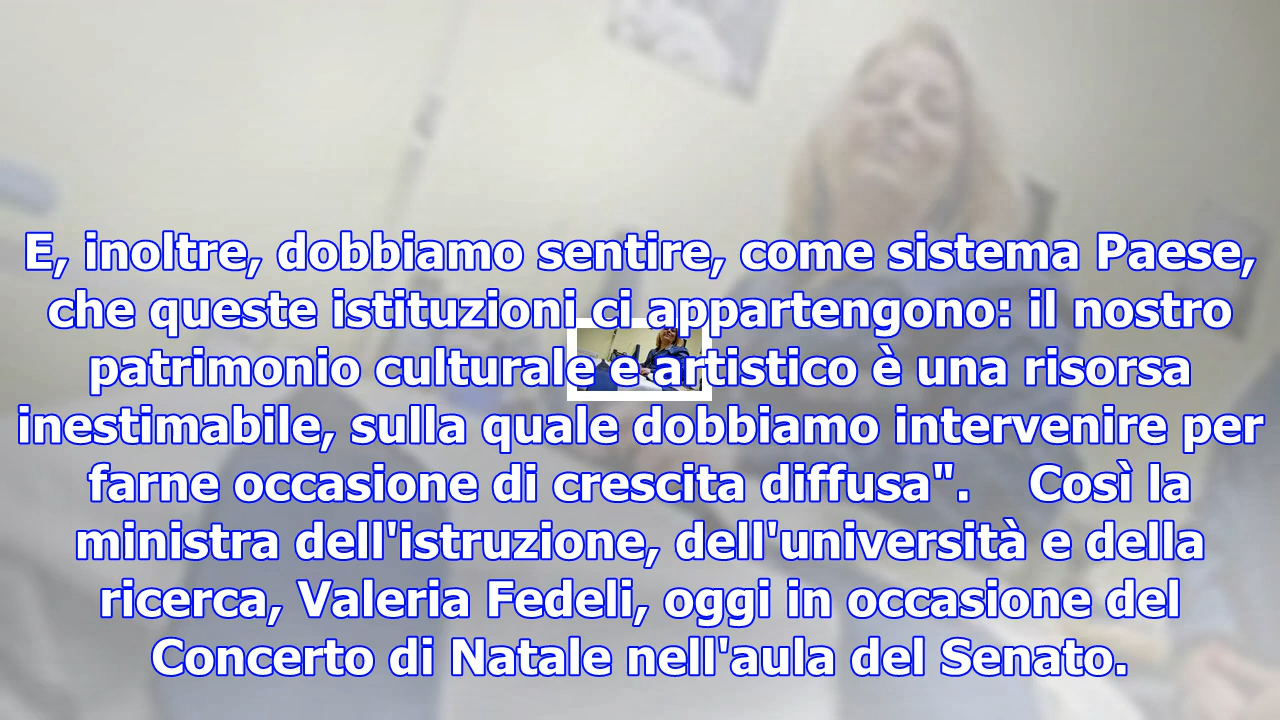 E, inoltre, dobbiamo sentire, come sistema Paese,
che queste istituzioni ci appartengono: il nostro
patrimonio culturale e artistico è una risorsa
inestimabile, sulla quale dobbiamo intervenire per
farne occasione di crescita diffusa".    Così la
ministra dell'istruzione, dell'università e della
ricerca, Valeria Fedeli, oggi in occasione del
Concerto di Natale nell'aula del Senato.